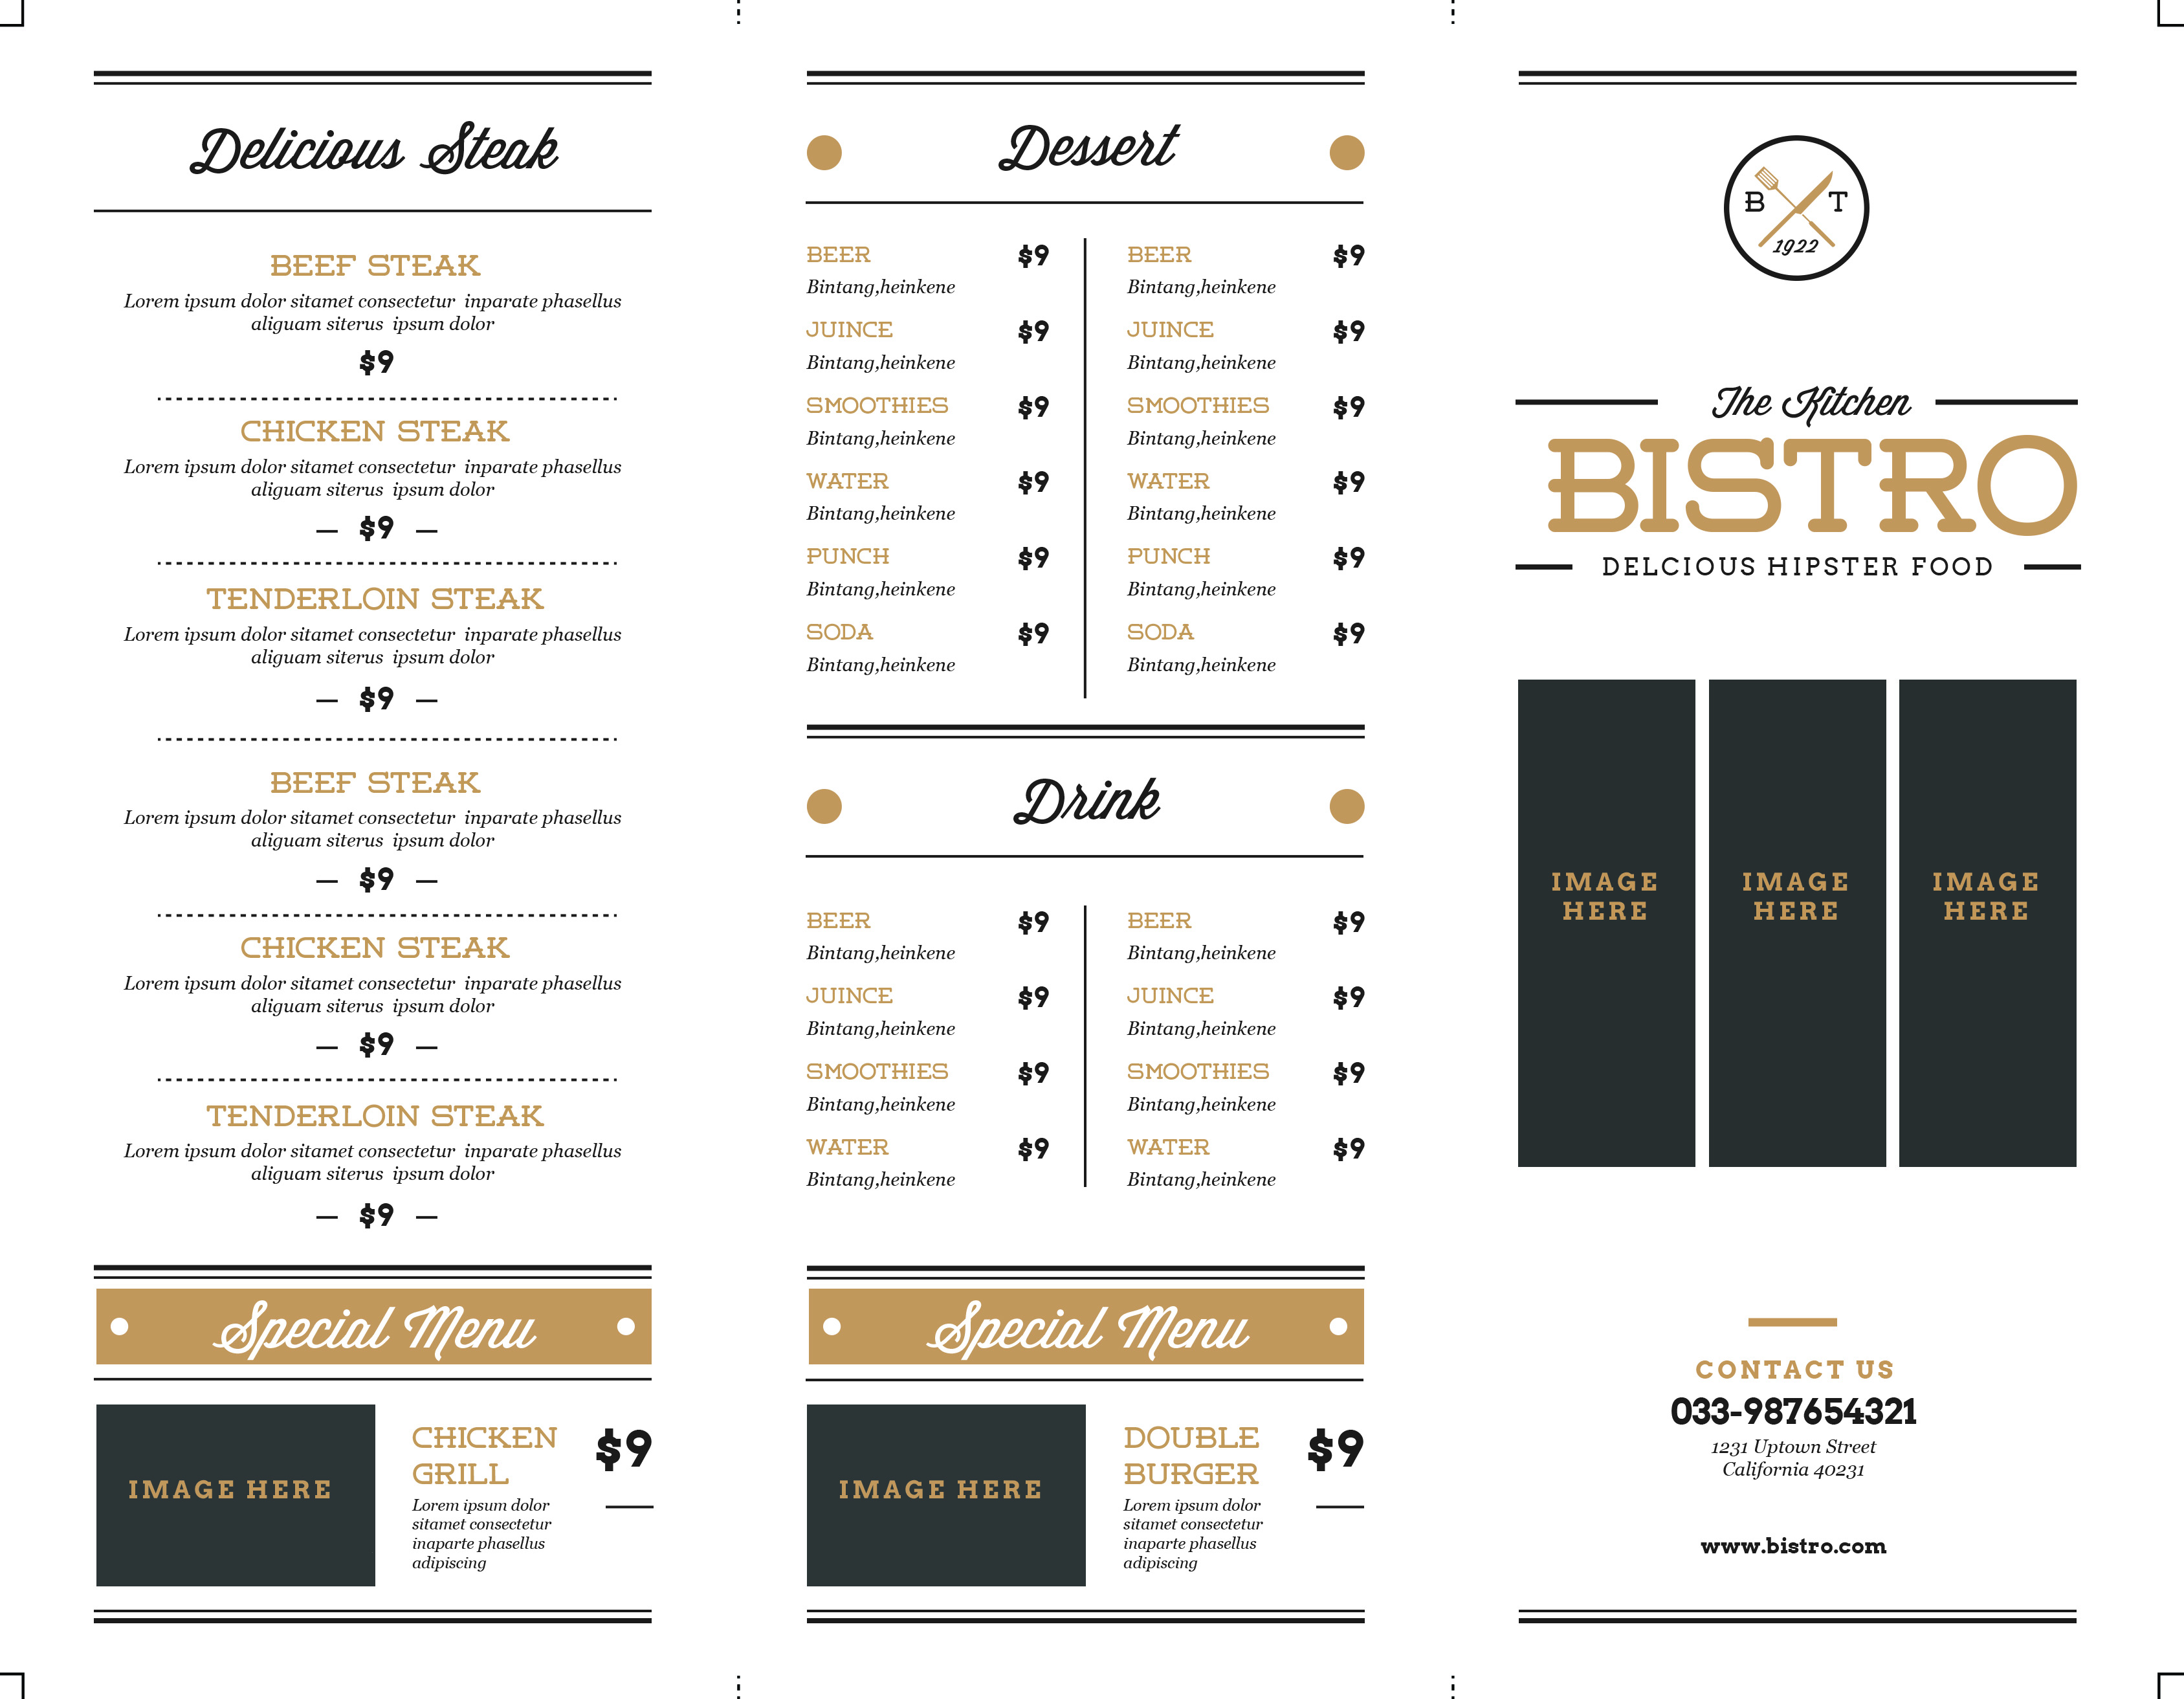 Delicious Steak
BEEF STEAK
Lorem ipsum dolor sitamet consectetur inparate phasellus
aliguam siterus ipsum dolor
$9
CHICKEN STEAK
Lorem ipsum dolor sitamet consectetur inparate phasellus
aliguam siterus ipsum dolor
— $9 —
TENDERLOIN STEAK
Lorem ipsum dolor sitamet consectetur inparate phasellus
aliguam siterus ipsum dolor
— $9 —
BEEF STEAK
Lorem ipsum dolor sitamet consectetur inparate phasellus
aliguam siterus ipsum dolor
— $9 —
CHICKEN STEAK
Lorem ipsum dolor sitamet consectetur inparate phasellus
aliguam siterus ipsum dolor
— $9 —
TENDERLOIN STEAK
Lorem ipsum dolor sitamet consectetur inparate phasellus
aliguam siterus ipsum dolor
— $9 —
Special Menu
IMAGE HERE
CHICKEN
GRILL
$9
Lorem ipsum dolor
sitamet consectetur
inaparte phasellus
adipiscing
Dessert
BEER $9
Bintang,heinkene
JUINCE $9
Bintang,heinkene
SMOOTHIES $9
Bintang,heinkene
WATER $9
Bintang,heinkene
PUNCH $9
Bintang,heinkene
SODA $9
Bintang,heinkene
BEER $9
Bintang,heinkene
JUINCE $9
Bintang,heinkene
SMOOTHIES $9
Bintang,heinkene
WATER $9
Bintang,heinkene
PUNCH $9
Bintang,heinkene
SODA $9
Bintang,heinkene
Drink
BEER $9
Bintang,heinkene
JUINCE $9
Bintang,heinkene
SMOOTHIES $9
Bintang,heinkene
WATER $9
Bintang,heinkene
BEER $9
Bintang,heinkene
JUINCE $9
Bintang,heinkene
SMOOTHIES $9
Bintang,heinkene
WATER $9
Bintang,heinkene
Special Menu
IMAGE HERE
DOUBLE
BURGER
$9
Lorem ipsum dolor
sitamet consectetur
inaparte phasellus
adipiscing
B T
1922
The Kitchen
BISTRO
DELCIOUS HIPSTER FOOD
IMAGE
HERE
IMAGE
HERE
IMAGE
HERE
CONTACT US
033-987654321
1231 Uptown Street
California 40231
www.bistro.com